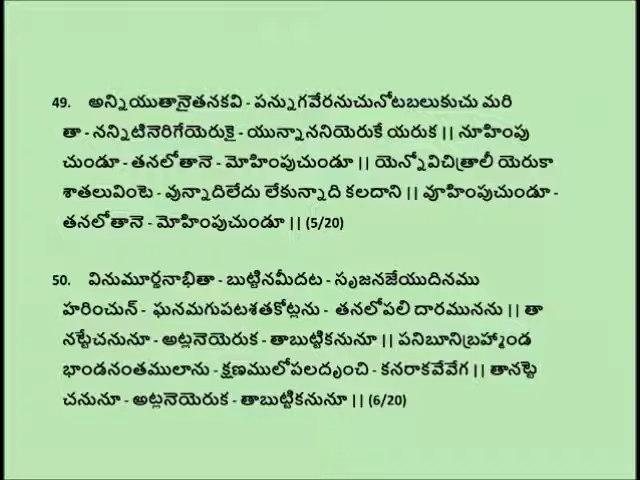 49. అన్నియుతానైతనకవి - పన్నుగవేరనుచునోటబలుకుచు మరి
తా - నన్నిటినెరిగేయెరుకై - యున్నాననియెరుకే యరుక || నూహింపు
చుండూ - తనలోతానె - మోహింపుచుండూ || యెన్నోవిచిత్రాలీ యెరుకా
శాతలువింటె - వున్నాదిలేదు లేకున్నాది కలదాని || వూహింపుచుండూ -
తనలోతానె - మోహింపుచుండూ || (5/20)
50. వినుమూర్ణనాభితా - బుట్టినమీదట - సృజనజేయుదినము
హరించున్ - ఘనమగుపటశతకోట్లను - తనలోపలి దారమునను || తా
నట్టేచనునూ - అట్లనెయెరుక - తాబుట్టికనునూ || పనిబూనిబ్రహ్మాండ
భాండనంతములాను - క్షణములోపలదృంచి - కనరాకవేవేగ || తానట్టె
చనునూ - అట్లనెయెరుక - తాబుట్టికనునూ || (6/20)